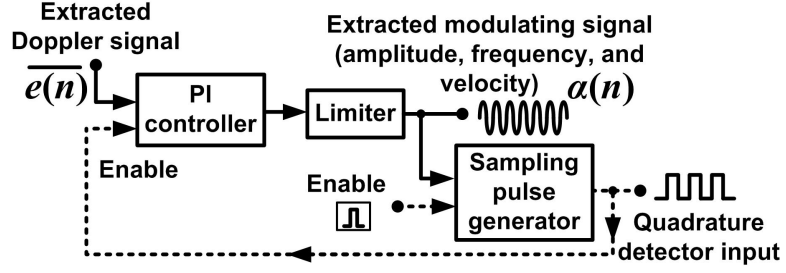 Extracted
Doppler signal
e(n)
PI
controller
Enable
Limiter
Extracted modulating signal
(amplitude, frequency, and
velocity)
α(n)
Enable
Sampling
pulse
generator
Quadrature
detector input